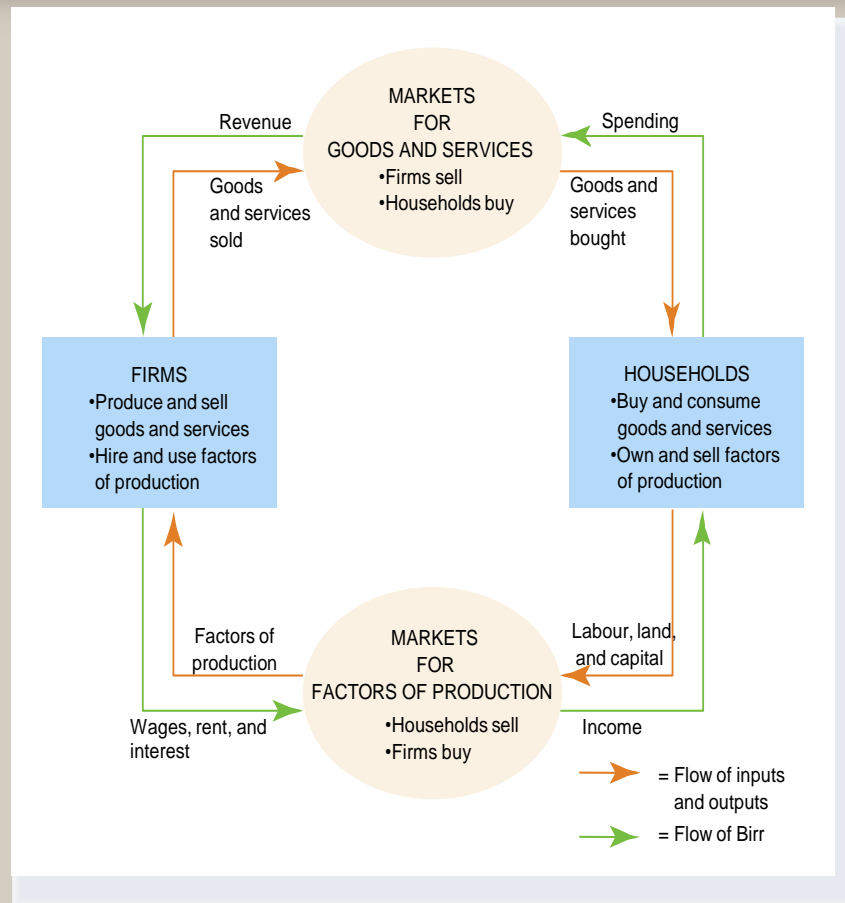 MARKETS
FOR
GOODS AND SERVICES
•Firms sell
•Households buy
Revenue
Spending
Goods
and services
sold
Goods and
services
bought
FIRMS
•Produce and sell
goods and services
•Hire and use factors
of production
HOUSEHOLDS
•Buy and consume
goods and services
•Own and sell factors
of production
Factors of
production
Labour, land,
and capital
MARKETS
FOR
FACTORS OF PRODUCTION
•Households sell
•Firms buy
Wages, rent, and
interest
Income
= Flow of inputs
and outputs
= Flow of Birr